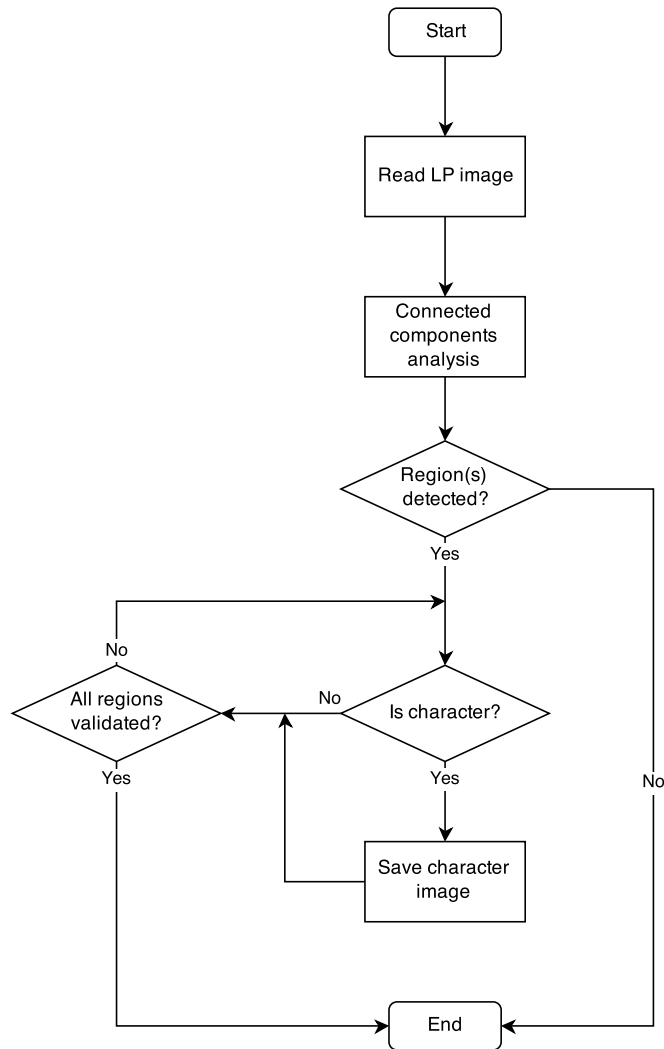 Start
Read LP image
Connected
components
analysis
Region(s)
detected?
Yes
No
All regions
validated?
No
Is character?
Yes
Yes
No
Save character
image
End